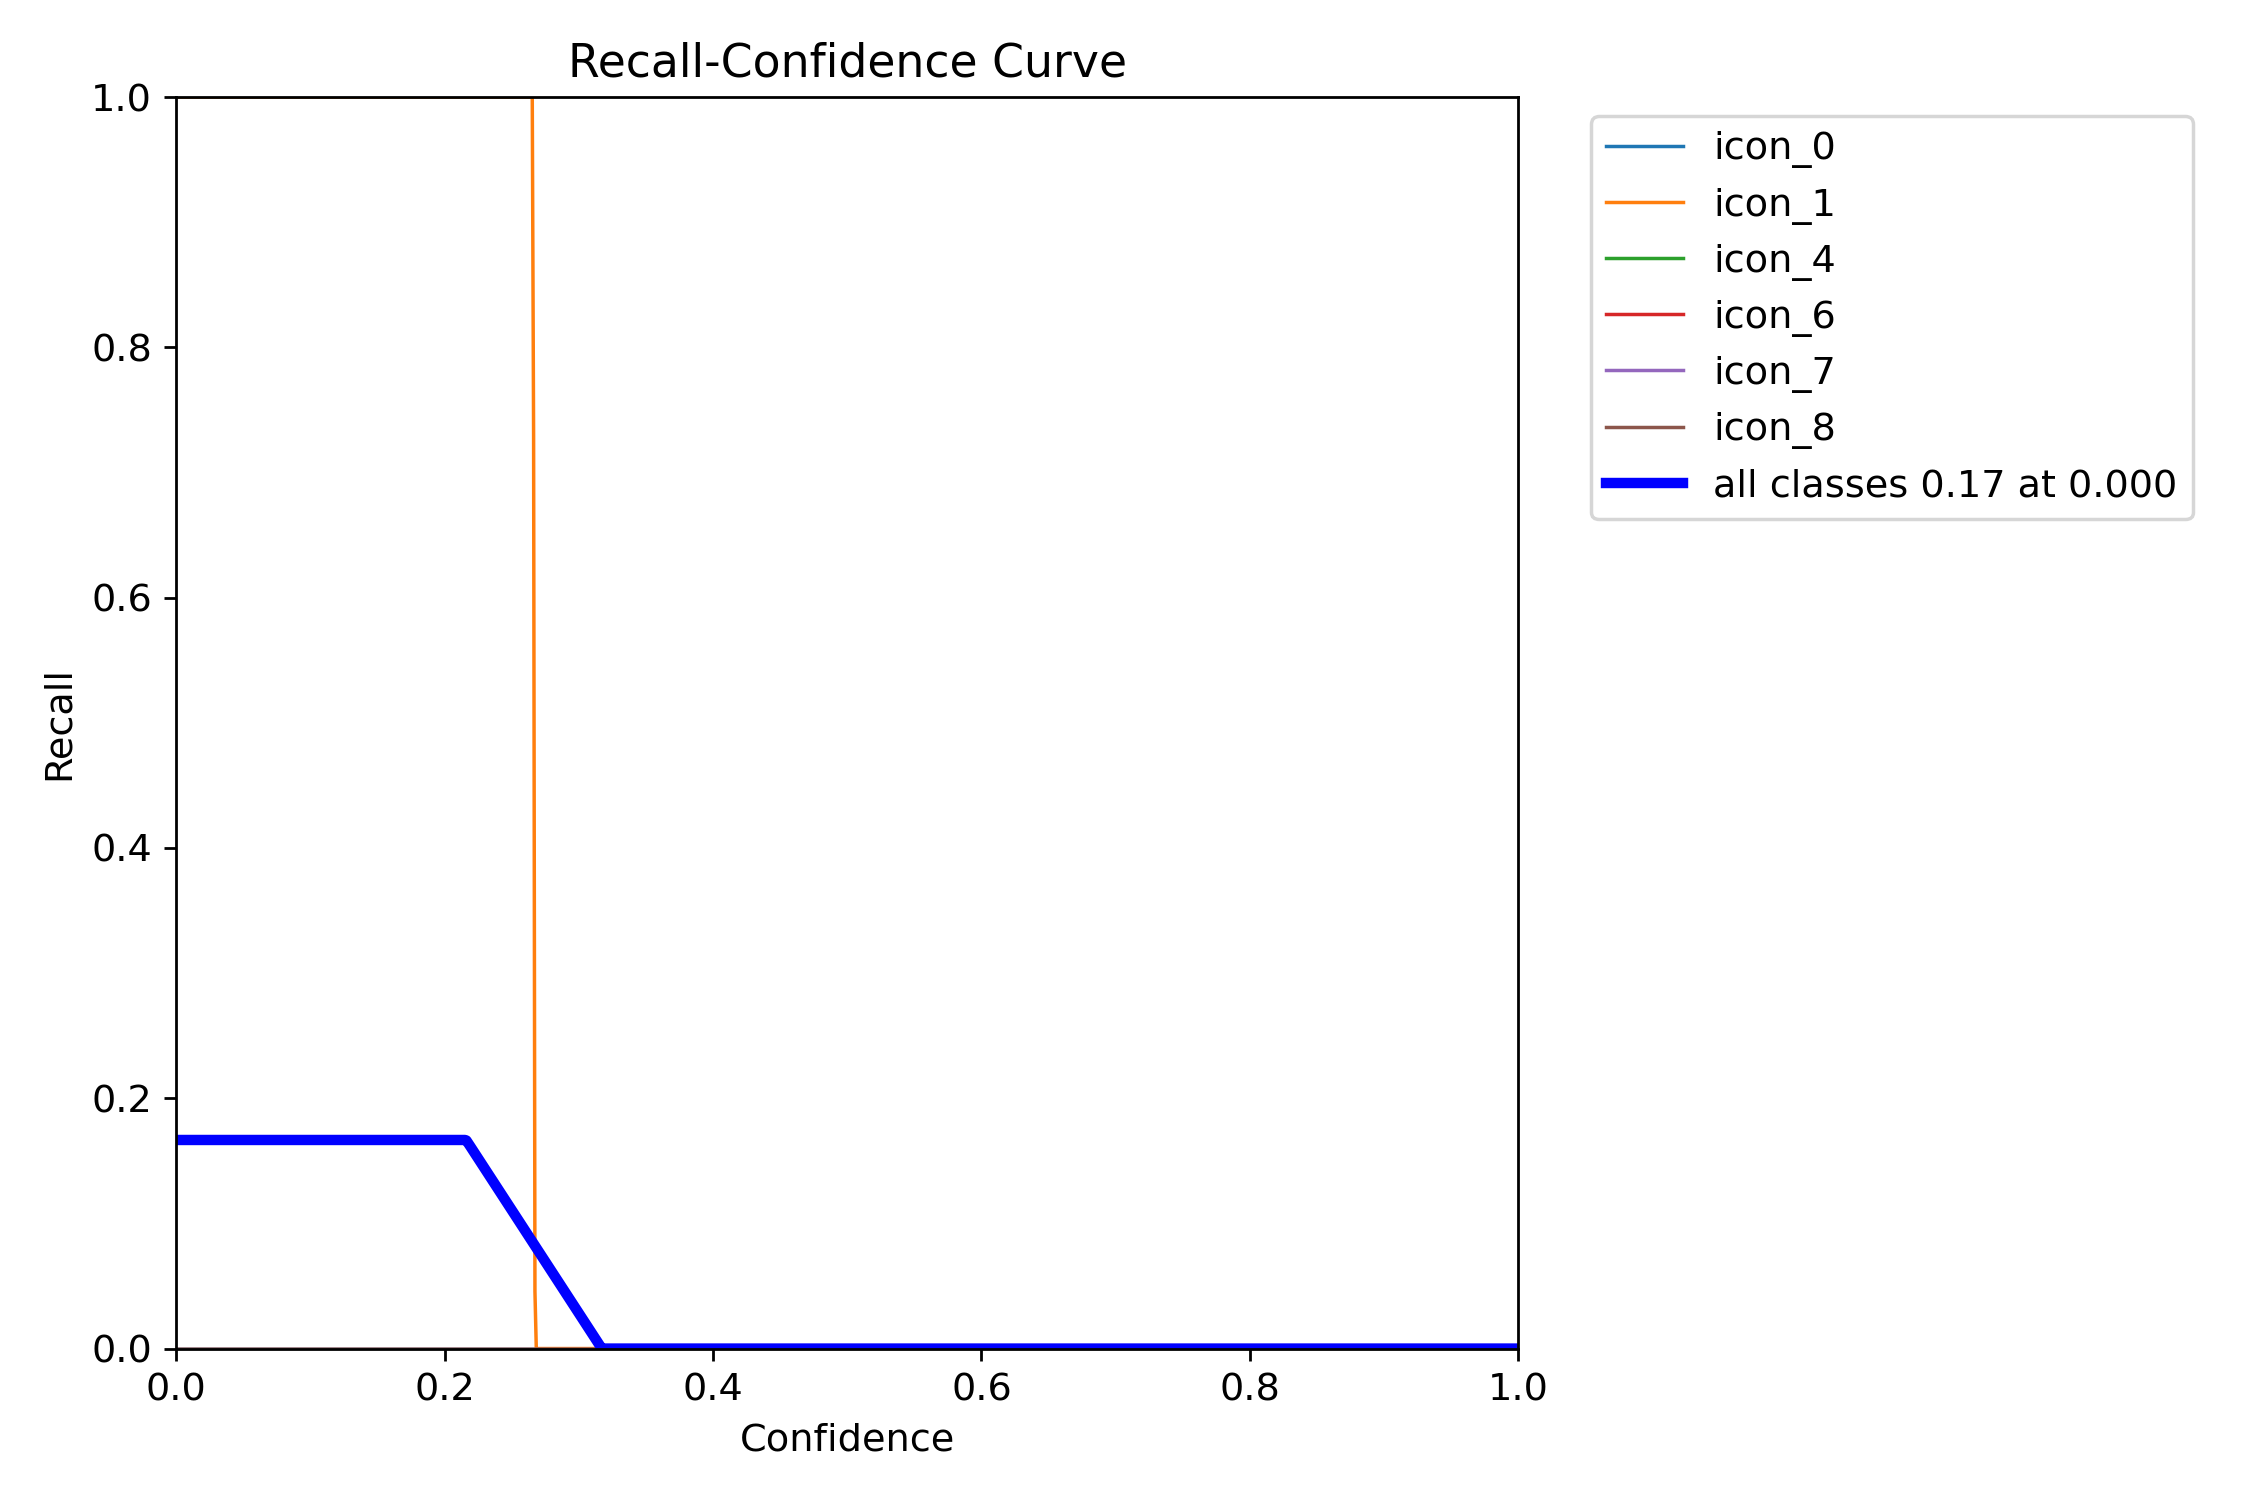 Recall-Confidence Curve
1.0
0.8
0.6
0.4
0.2
0.0
Recall
0.0 0.2 0.4 0.6 0.8 1.0
Confidence
icon_0
icon_1
icon_4
icon_6
icon_7
icon_8
all classes 0.17 at 0.000